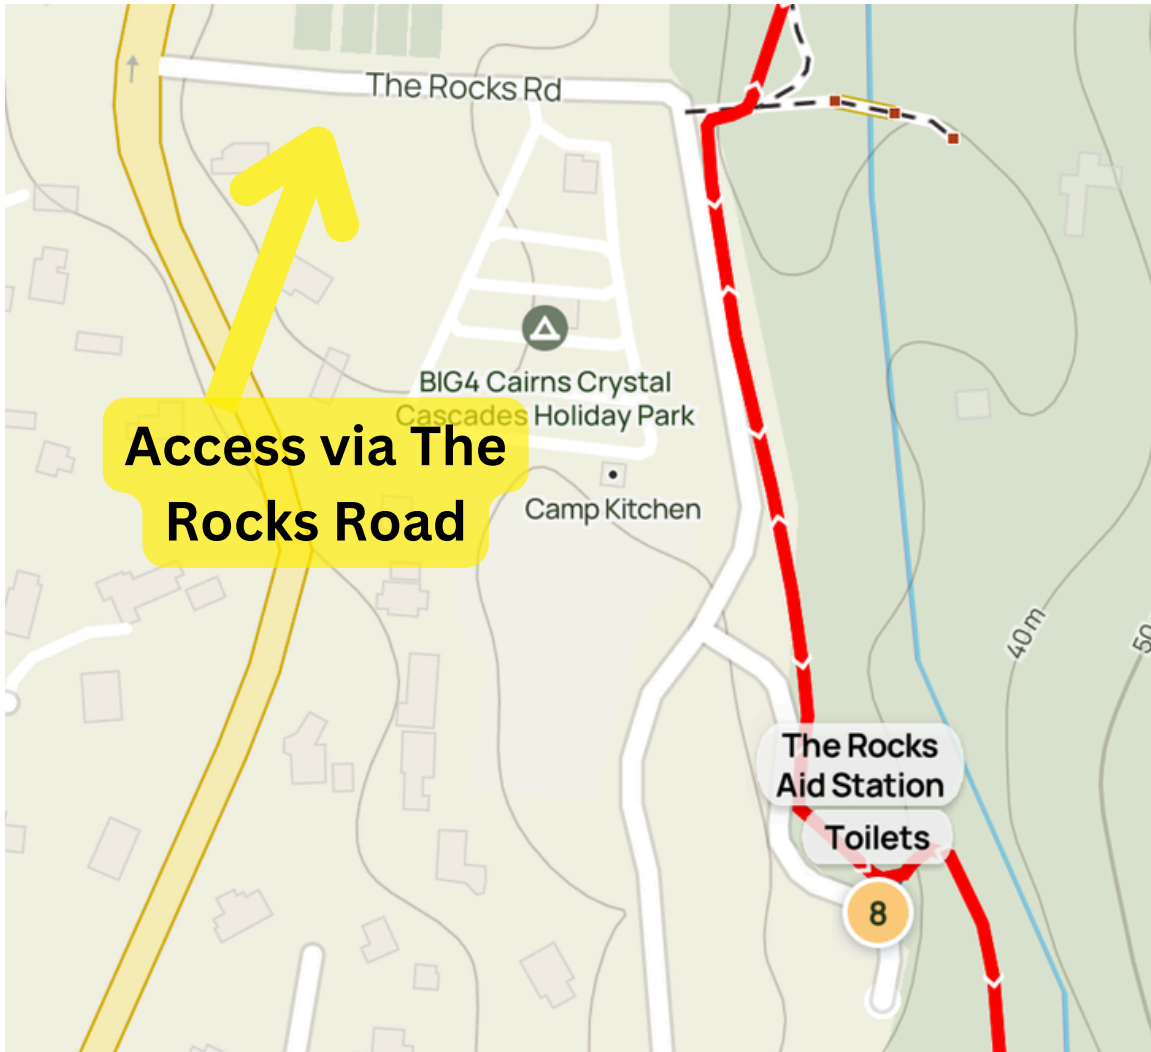 The Rocks Rd
BIG4 Cairns Crystal
Cascades Holiday Park
Access via The
Rocks Road
Camp Kitchen
40 m
50
The Rocks
Aid Station
Toilets
8